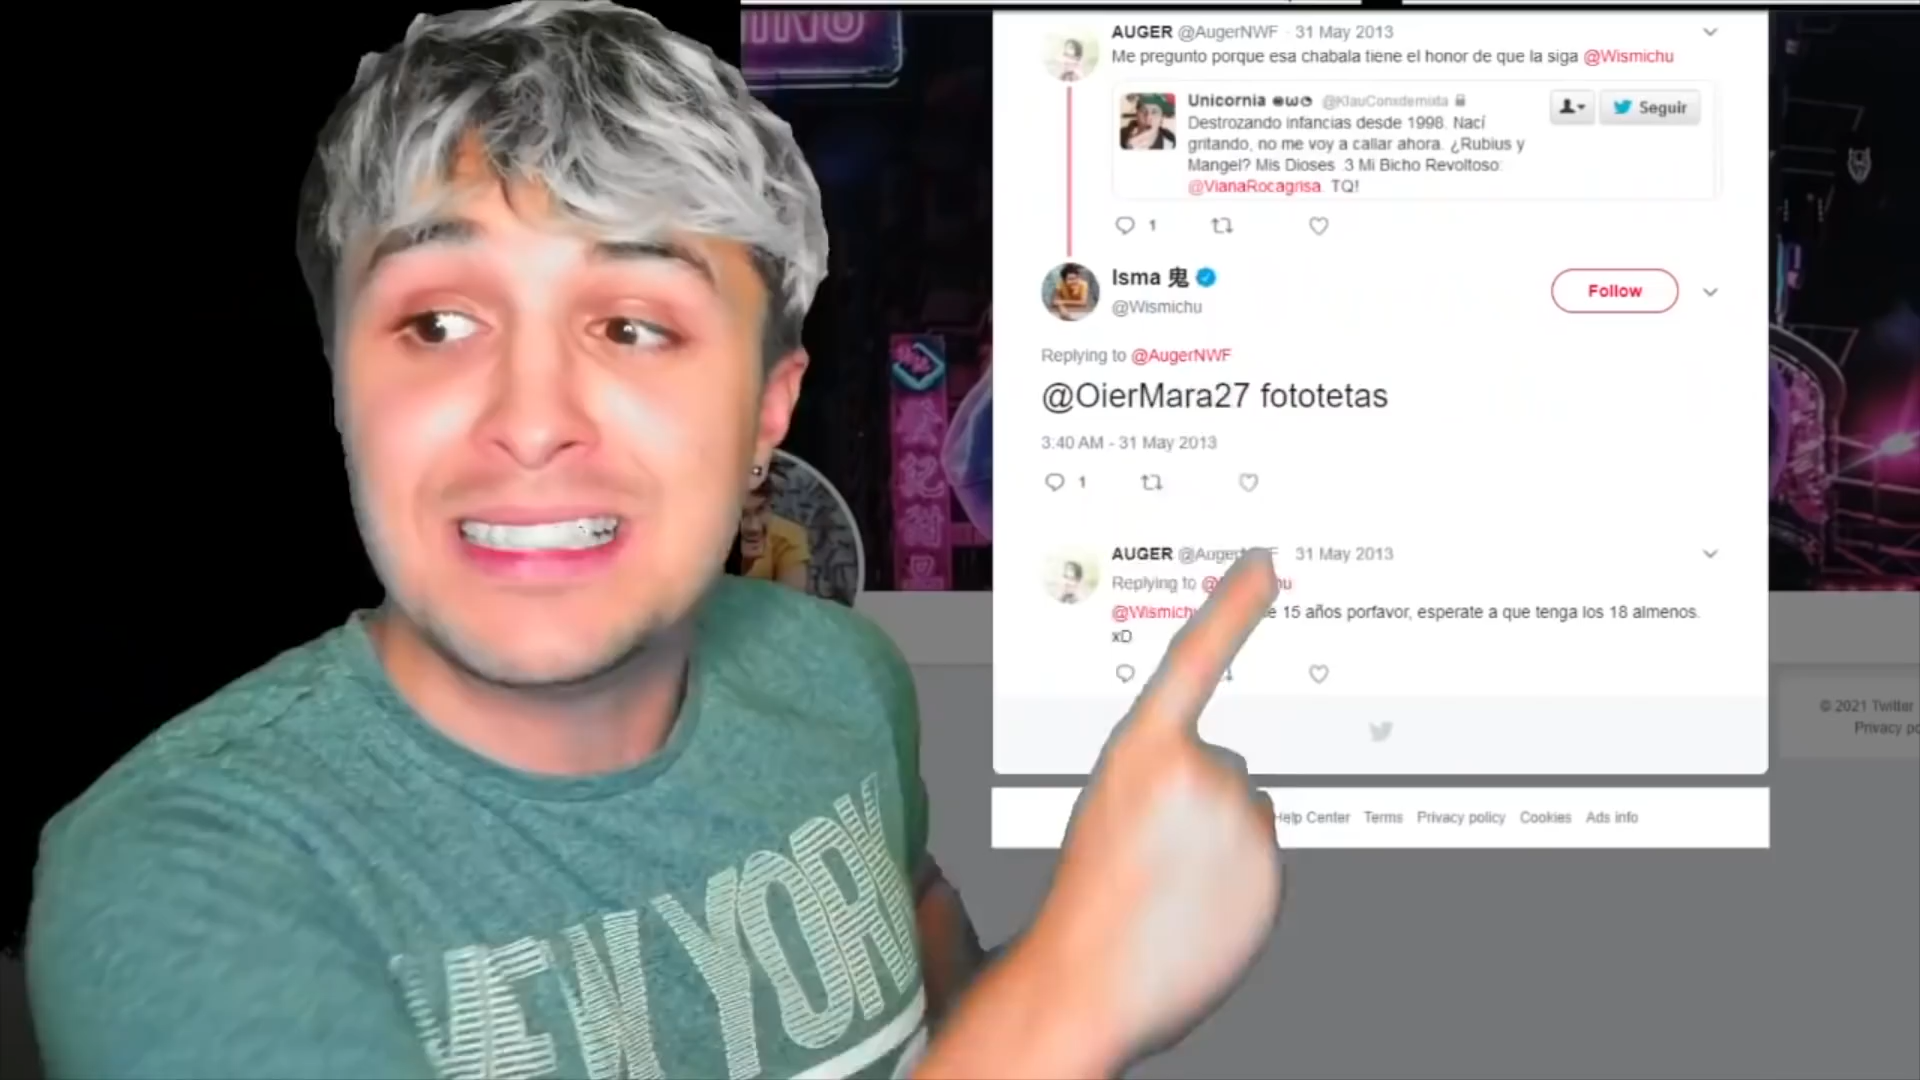 AUGER @AugerNWF · 31 May 2013
Me pregunto porque esa chabala tiene el honor de que la siga @Wismichu
Unicornia
Seguir
Destrozando infancias desde 1998. Nací
gritando, no me voy a callar ahora. ¿Rubius y
Mangel? Mis Dioses 3 Mi Bicho Revoltoso:
@VianaRocagrisa. TQ!
1
Isma 鬼
Follow
@Wismichu
Replying to @AugerNWF
@OierMara27 fototetas
3:40 AM - 31 May 2013
1
AUGER 31 May 2013
Replying to
15 años porfavor, esperate a que tenga los 18 almenos.
xD
© 2021 Twitter
Privacy
Help Center Terms Privacy policy Cookies Ads info
NEW YORK